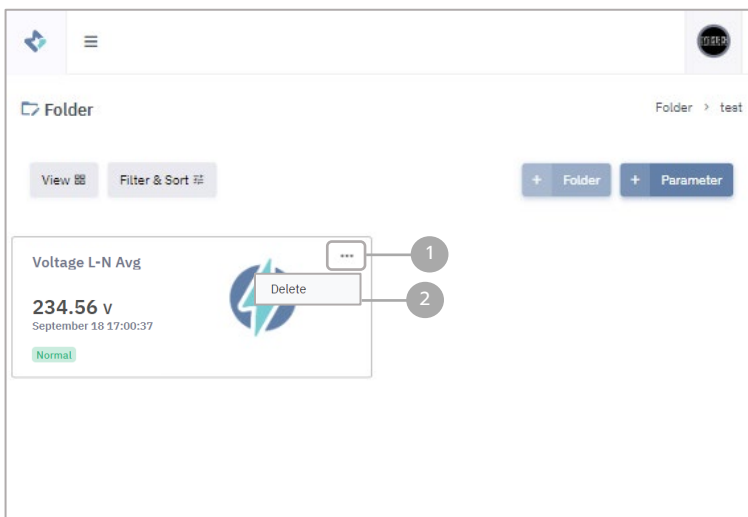 Folder
Folder > test
View
Filter & Sort
+ Folder
+ Parameter
Voltage L-N Avg
...
1
Delete
2
234.56 V
September 18 17:00:37
Normal